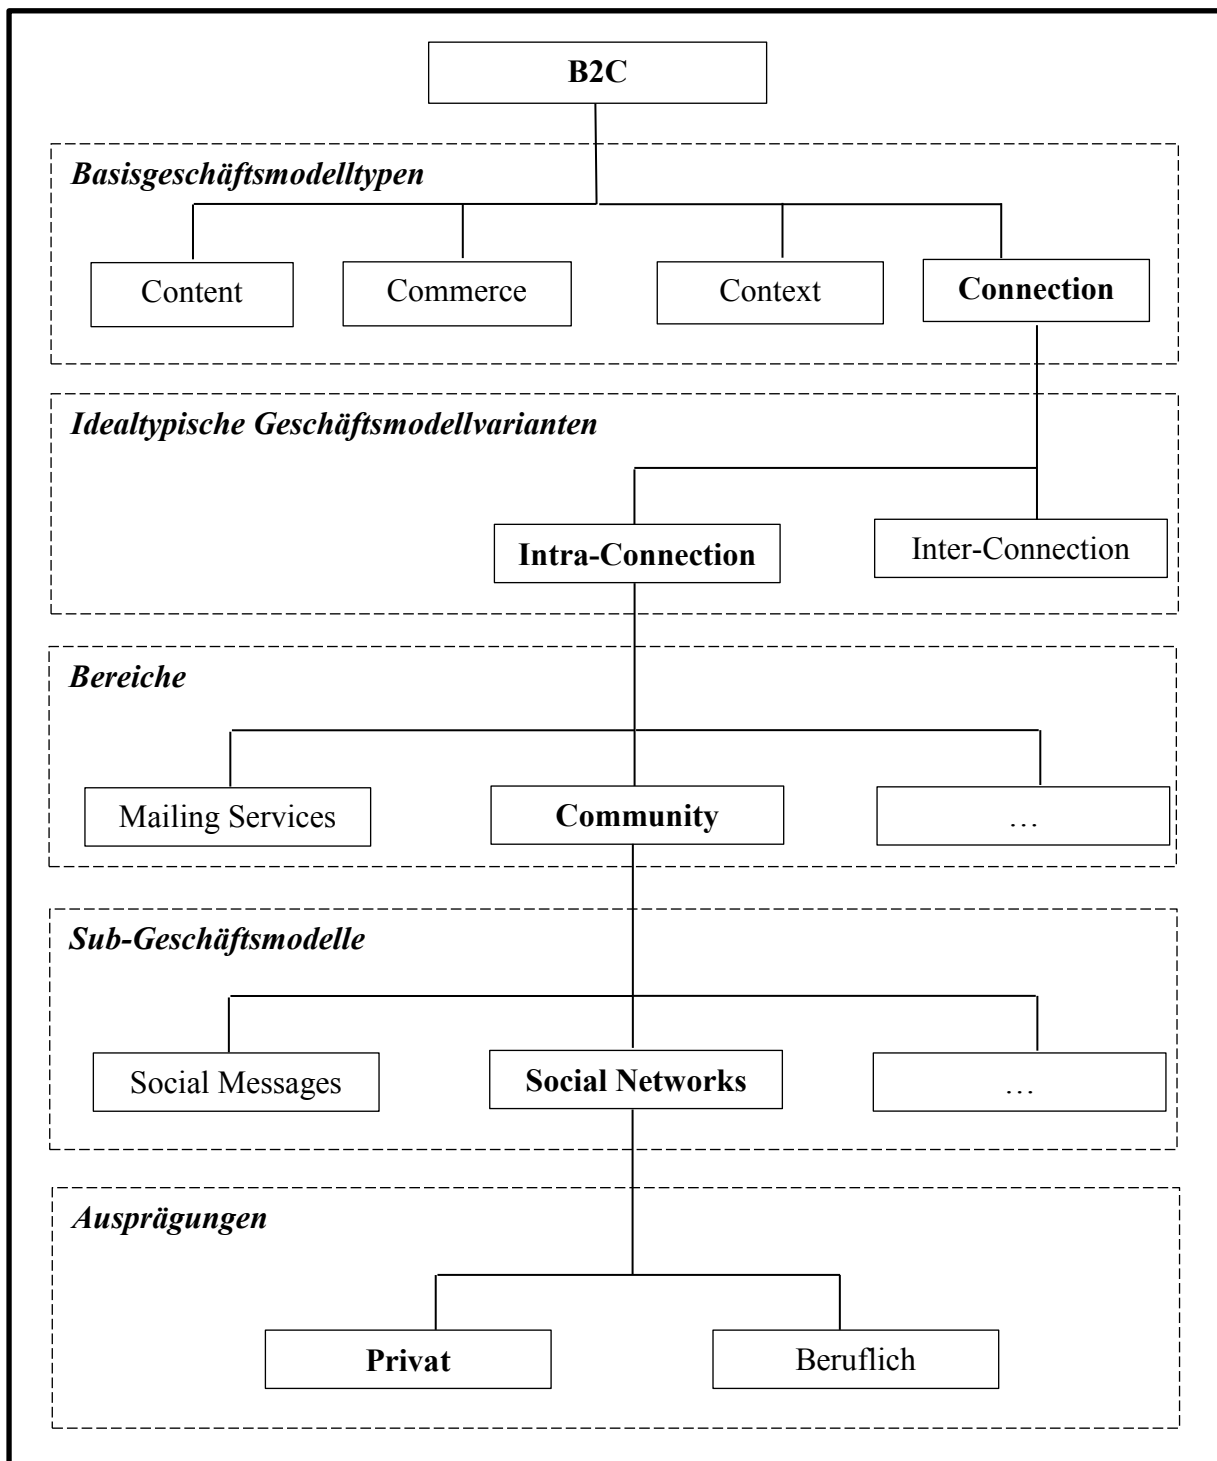 B2C
Basisgeschäftsmodelltypen
Content
Commerce
Context
Connection
Idealtypische Geschäftsmodellvarianten
Intra-Connection
Inter-Connection
Bereiche
Mailing Services
Community
…
Sub-Geschäftsmodelle
Social Messages
Social Networks
…
Ausprägungen
Privat
Beruflich